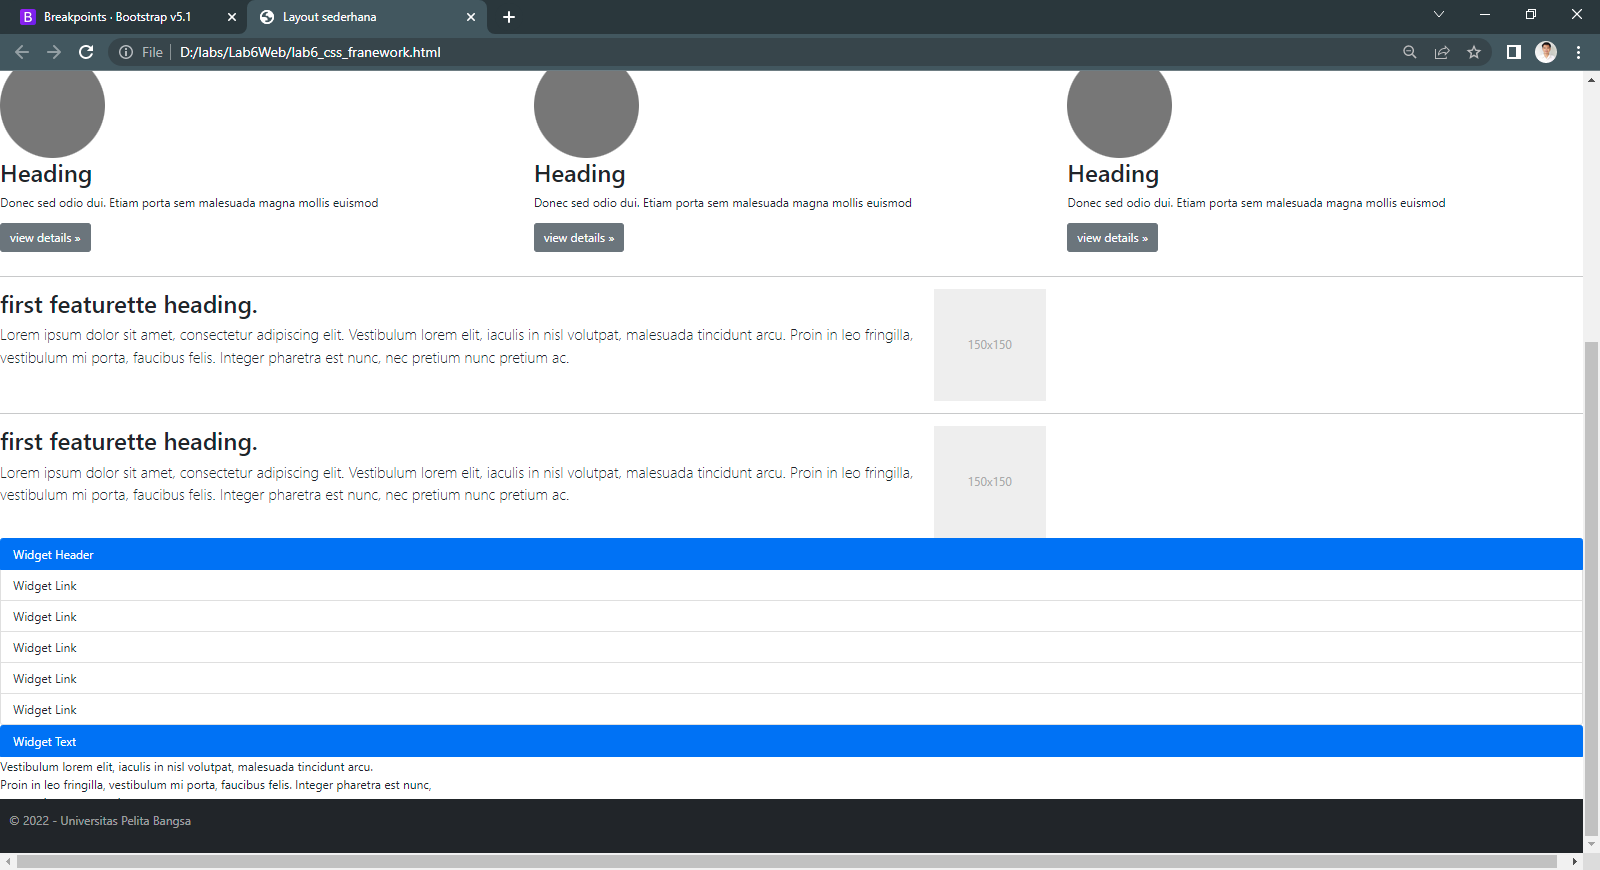 Breakpoints · Bootstrap v5.1
Layout sederhana
File
D:/labs/Lab6Web/lab6_css_franework.html
Heading
Donec sed odio dui. Etiam porta sem malesuada magna mollis euismod
view details »
Heading
Donec sed odio dui. Etiam porta sem malesuada magna mollis euismod
view details »
Heading
Donec sed odio dui. Etiam porta sem malesuada magna mollis euismod
view details »
first featurette heading.
Lorem ipsum dolor sit amet, consectetur adipiscing elit. Vestibulum lorem elit, iaculis in nisl volutpat, malesuada tincidunt arcu. Proin in leo fringilla,
vestibulum mi porta, faucibus felis. Integer pharetra est nunc, nec pretium nunc pretium ac.
150x150
first featurette heading.
Lorem ipsum dolor sit amet, consectetur adipiscing elit. Vestibulum lorem elit, iaculis in nisl volutpat, malesuada tincidunt arcu. Proin in leo fringilla,
vestibulum mi porta, faucibus felis. Integer pharetra est nunc, nec pretium nunc pretium ac.
150x150
Widget Header
Widget Link
Widget Link
Widget Link
Widget Link
Widget Link
Widget Text
Vestibulum lorem elit, iaculis in nisl volutpat, malesuada tincidunt arcu.
Proin in leo fringilla, vestibulum mi porta, faucibus felis. Integer pharetra est nunc,
© 2022 - Universitas Pelita Bangsa